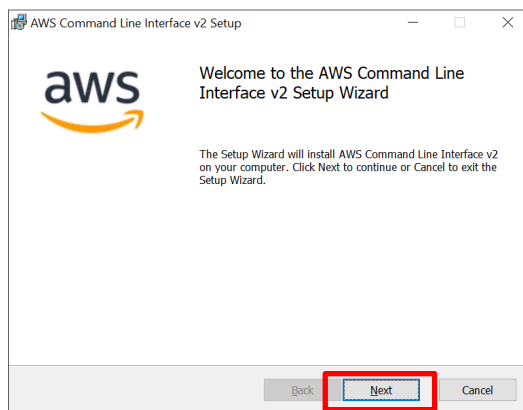 AWS Command Line Interface v2 Setup
aws
Welcome to the AWS Command Line
Interface v2 Setup Wizard
The Setup Wizard will install AWS Command Line Interface v2
on your computer. Click Next to continue or Cancel to exit the
Setup Wizard.
Back Next Cancel